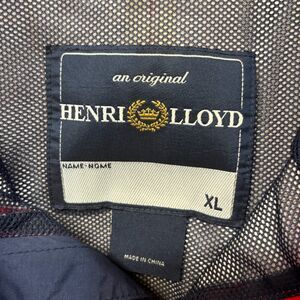 an original
HENRI LLOYD
NAME·NOME
XL
MADE IN CHINA